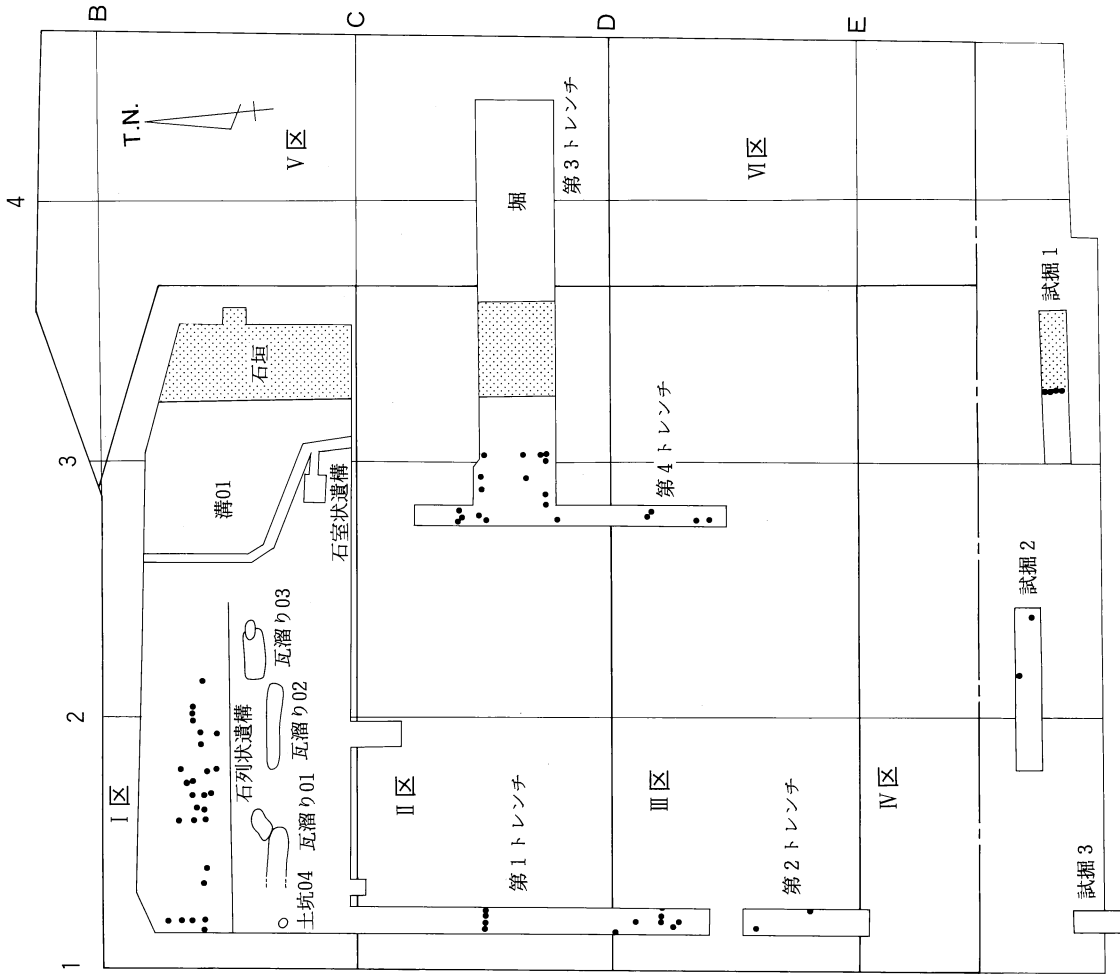 B
C
D
E
4
3
2
1
T.N.
V区
第3トレンチ
堀
VI区
石垣
試掘1
溝01
石室状遺構
第4トレンチ
試掘2
瓦溜り03
瓦溜り02
石列状遺構
瓦溜り01
土坑04
I区
II区
第1トレンチ
III区
第2トレンチ
IV区
試掘3